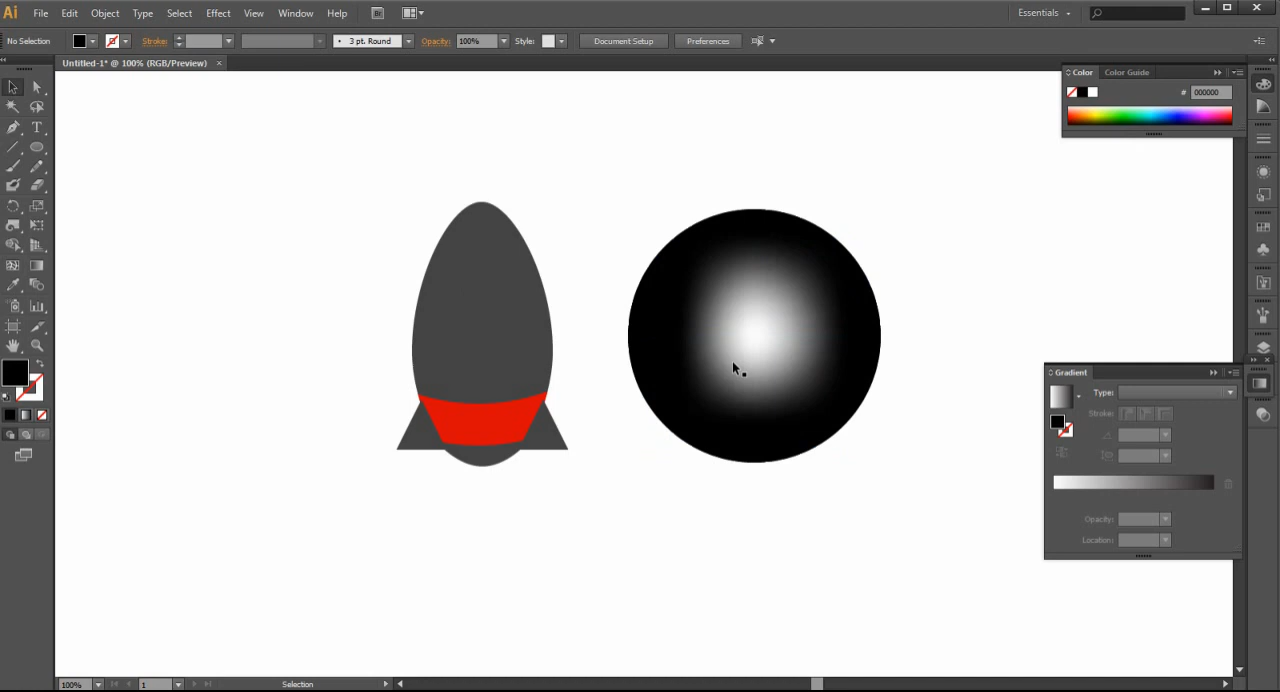 Ai File Edit Object Type Select Effect View Window Help Br Essentials
No Selection Stroke: 3 pt. Round Opacity: 100% Style: Document Setup Preferences
Untitled-1* @ 100% (RGB/Preview) ×
Color Color Guide
# 000000
Gradient
Type:
Stroke:
Opacity:
Location:
100% 1 Selection